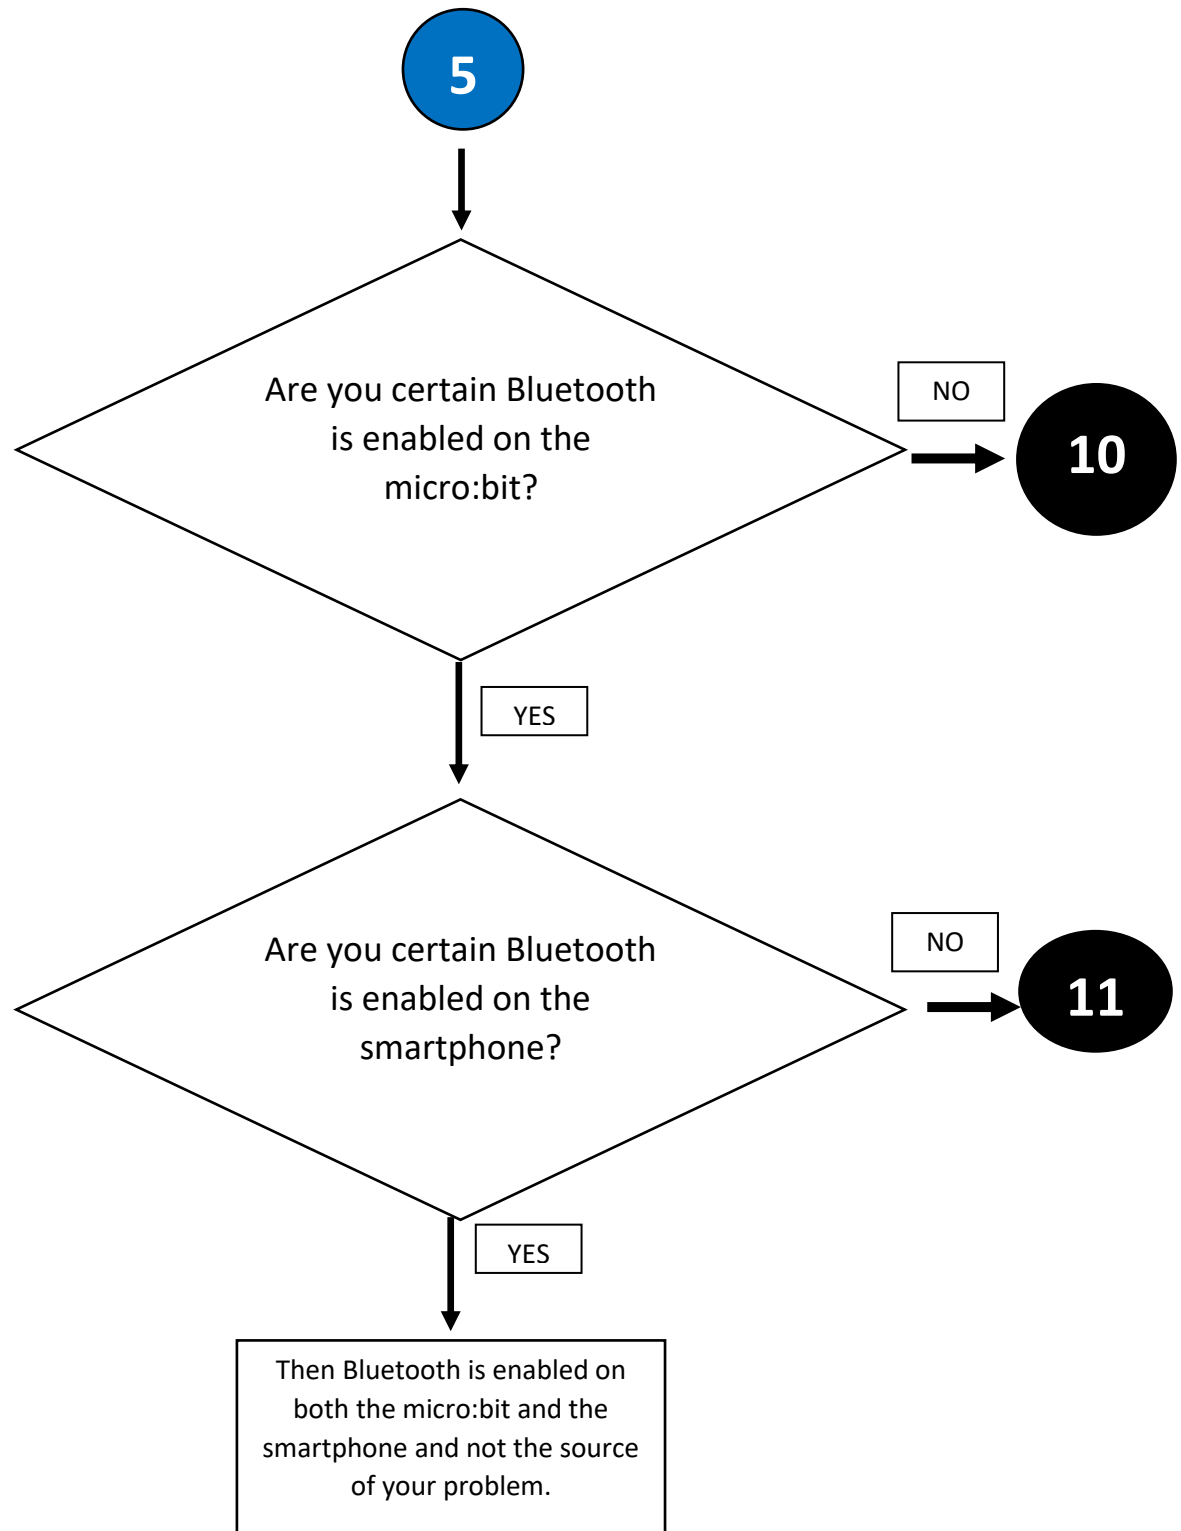 5
Are you certain Bluetooth
is enabled on the
micro:bit?
NO
10
YES
Are you certain Bluetooth
is enabled on the
smartphone?
NO
11
YES
Then Bluetooth is enabled on
both the micro:bit and the
smartphone and not the source
of your problem.